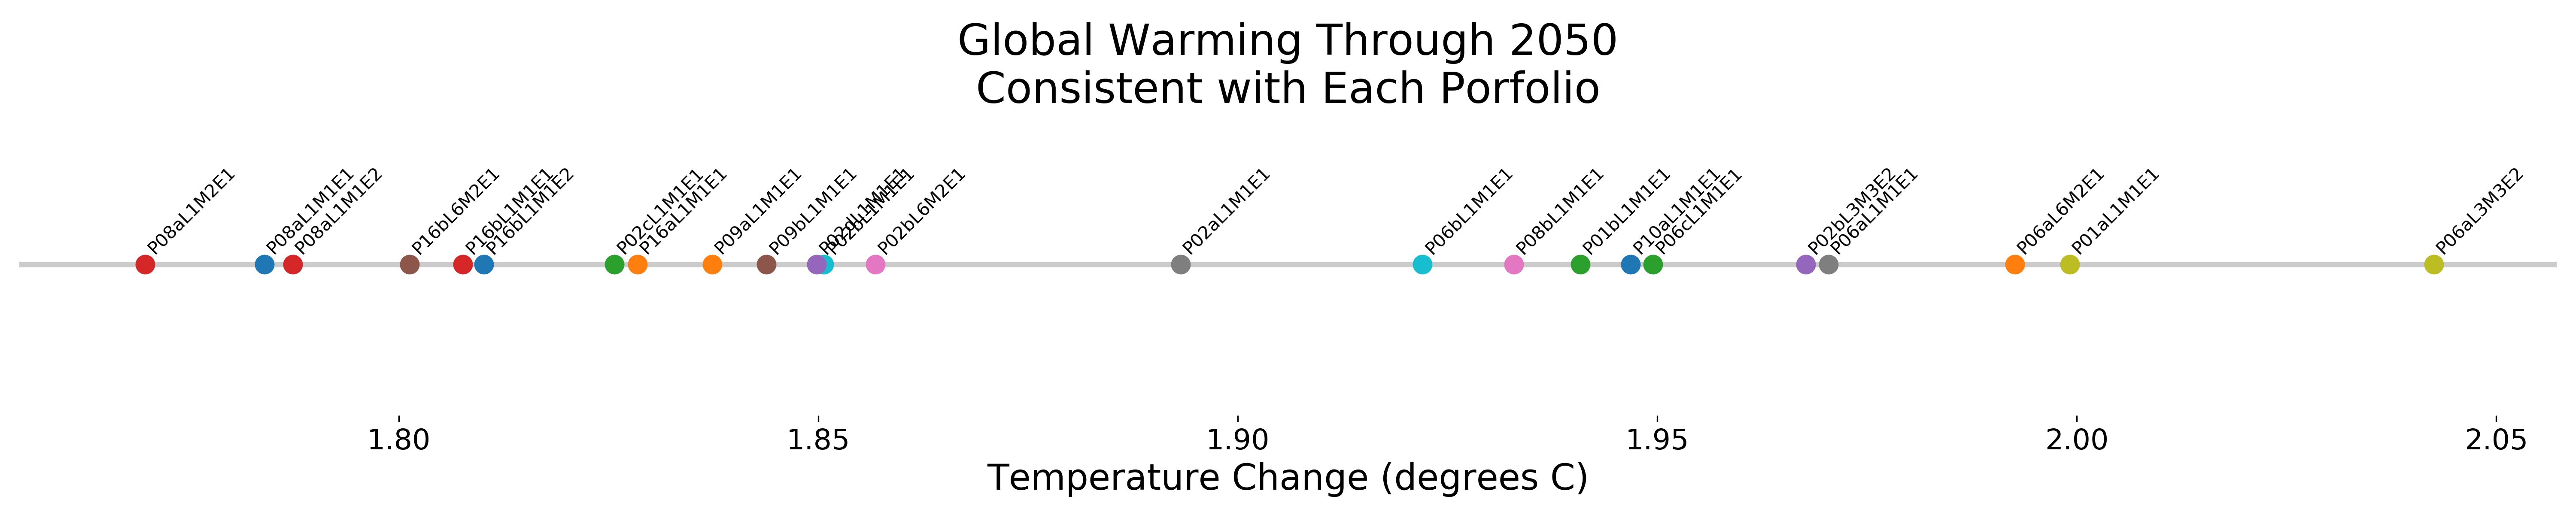 Global Warming Through 2050
Consistent with Each Porfolio
P08aL1M2E1
P08aL1M1E1
P08aL1M1E2
P16bL6M2E1
P16bL1M1E1
P16bL1M1E2
P02cL1M1E1
P16aL1M1E1
P09aL1M1E1
P09bL1M1E1
P02dL1M1E1
P02bL1M1E1
P02bL6M2E1
P02aL1M1E1
P06bL1M1E1
P08bL1M1E1
P01bL1M1E1
P10aL1M1E1
P06cL1M1E1
P02bL3M3E2
P06aL1M1E1
P06aL6M2E1
P01aL1M1E1
P06aL3M3E2
1.80
1.85
1.90
1.95
2.00
2.05
Temperature Change (degrees C)